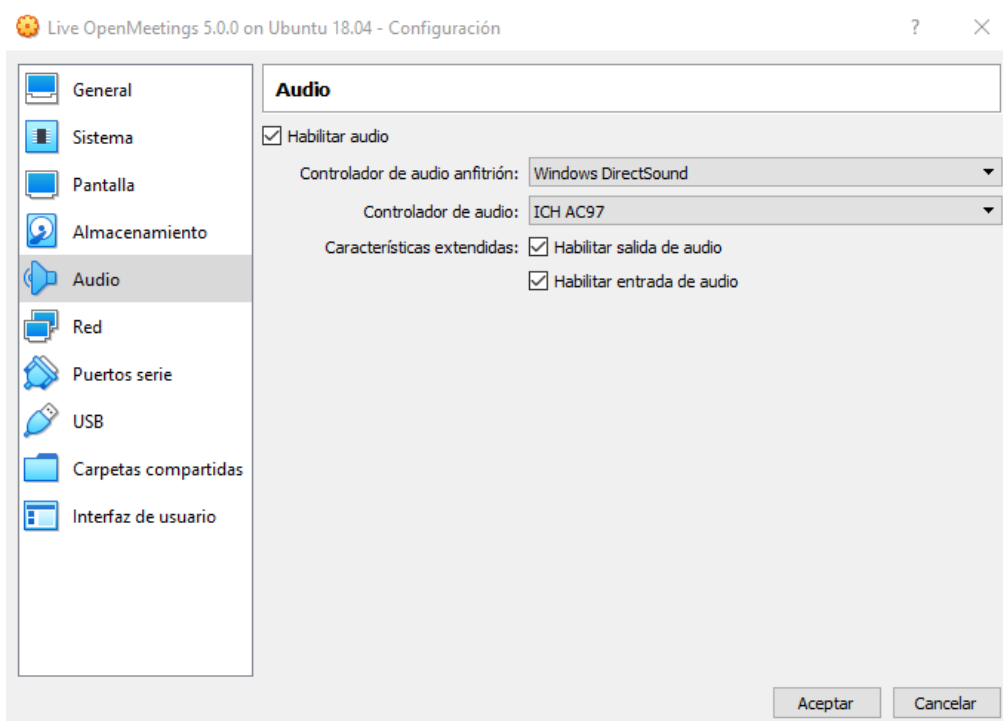 Live OpenMeetings 5.0.0 on Ubuntu 18.04 - Configuración ?
General
Sistema
Pantalla
Almacenamiento
Audio
Red
Puertos serie
USB
Carpetas compartidas
Interfaz de usuario
Audio
Habilitar audio
Controlador de audio anfitrión: Windows DirectSound
Controlador de audio: ICH AC97
Características extendidas: Habilitar salida de audio
Habilitar entrada de audio
Aceptar Cancelar